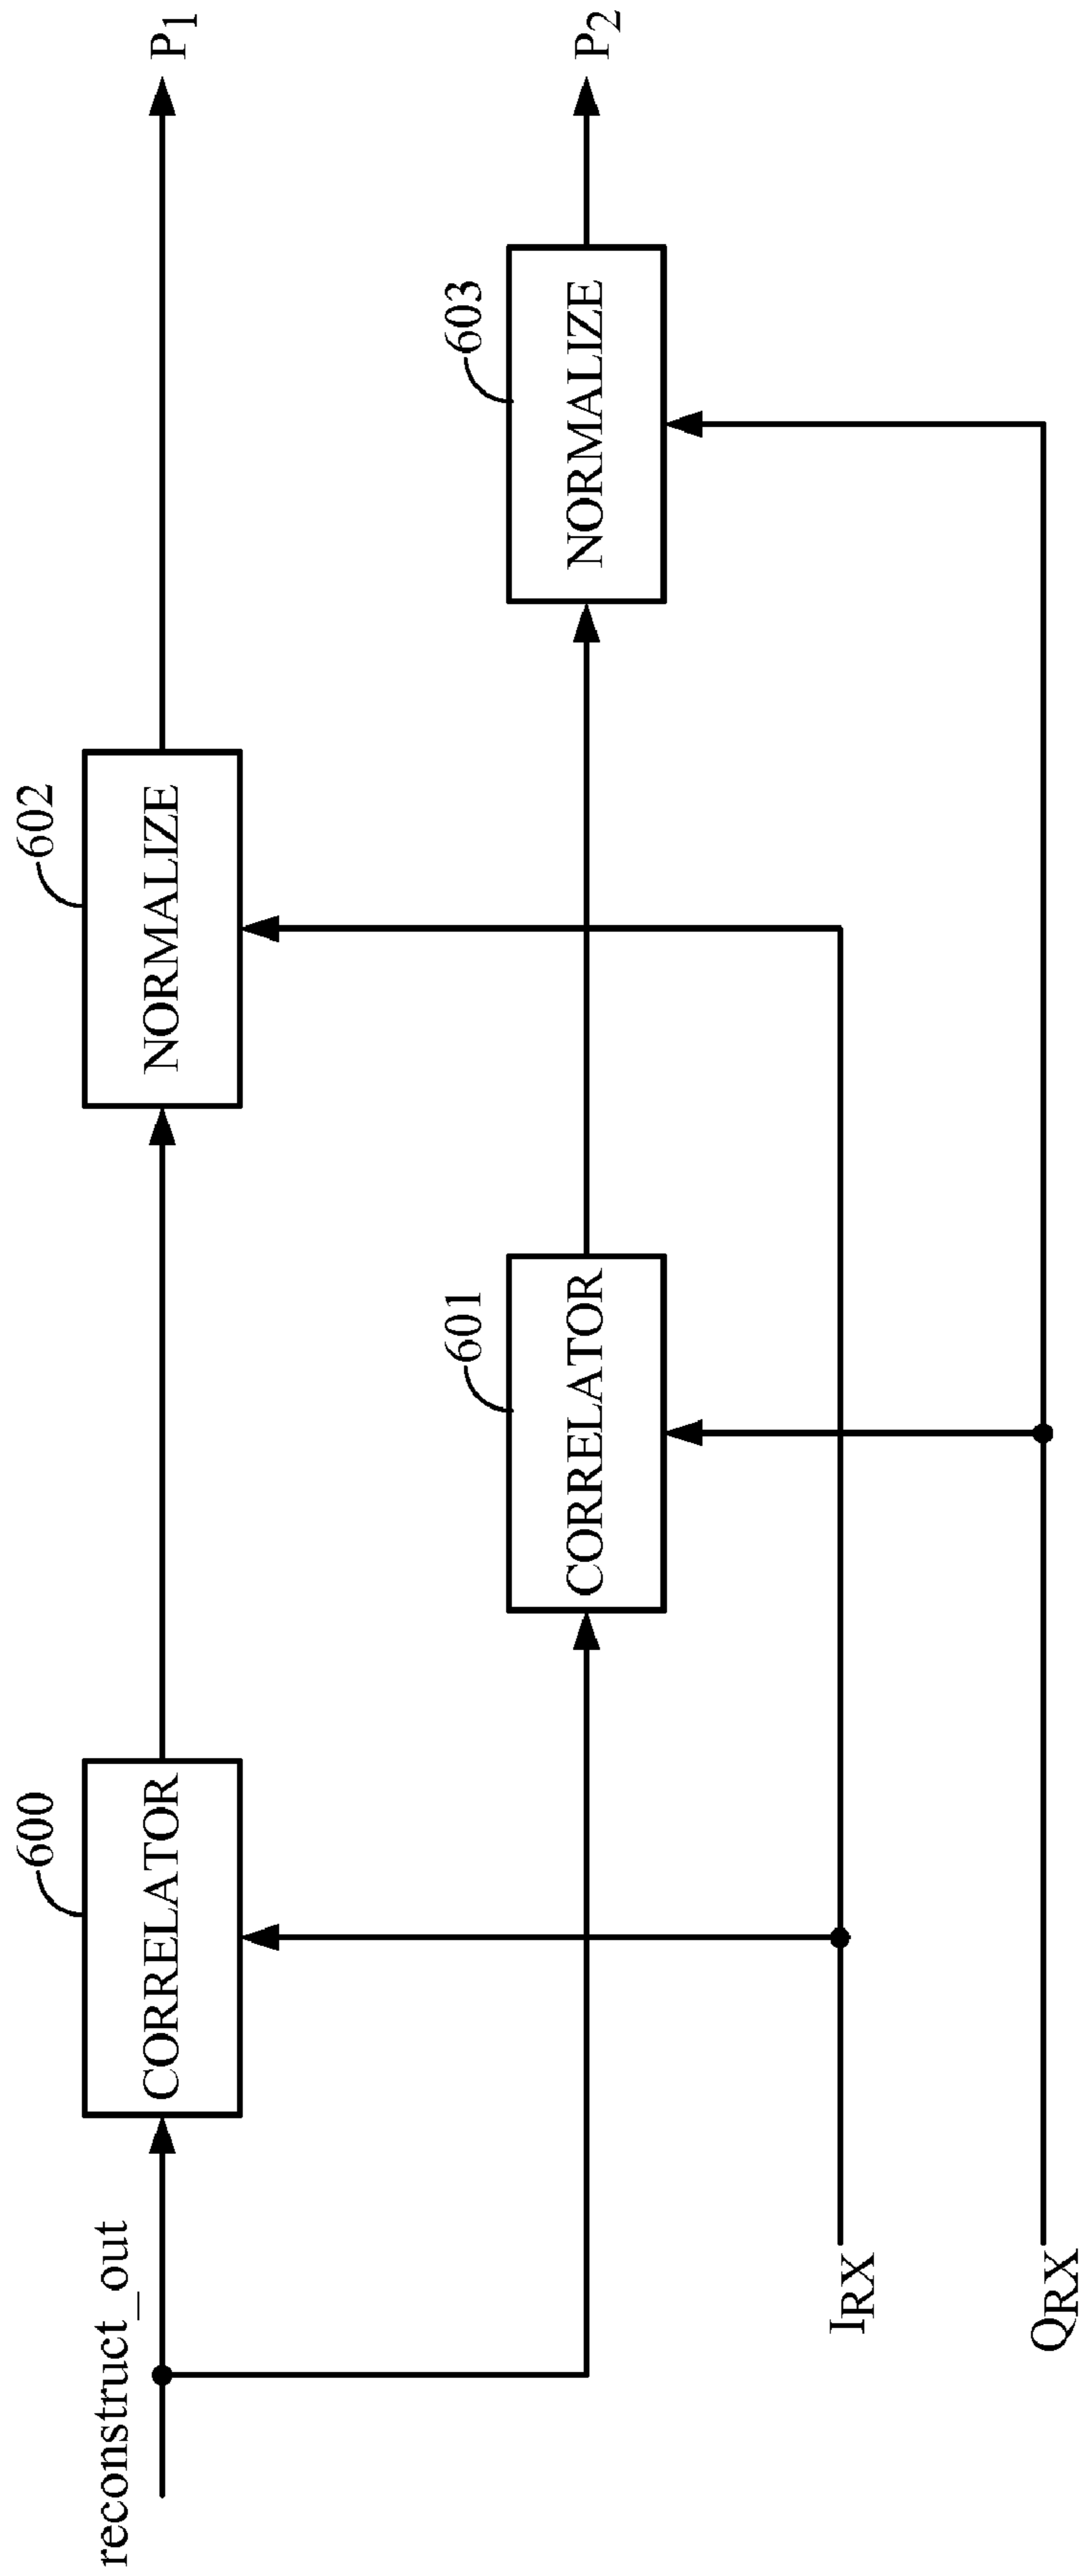 600
602
reconstruct_out
CORRELATOR
NORMALIZE
P1
601
603
CORRELATOR
NORMALIZE
P2
IRX
QRX